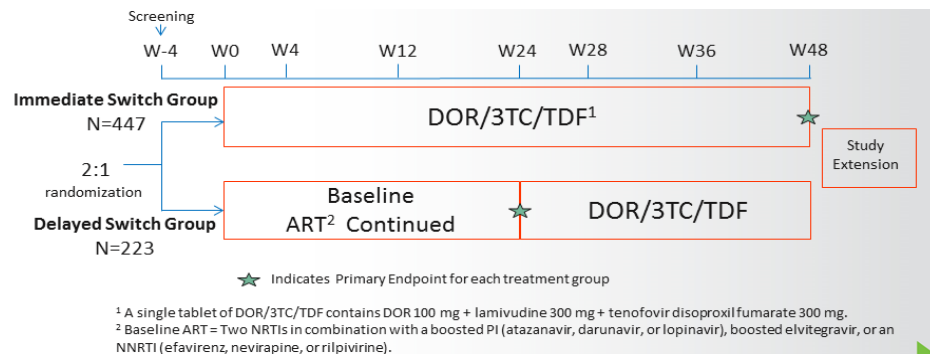 Screening
W-4 W0 W4 W12 W24 W28 W36 W48
Immediate Switch Group
N=447
DOR/3TC/TDF¹
Study
Extension
2:1
randomization
Baseline
ART² Continued
DOR/3TC/TDF
Delayed Switch Group
N=223
Indicates Primary Endpoint for each treatment group
¹ A single tablet of DOR/3TC/TDF contains DOR 100 mg + lamivudine 300 mg + tenofovir disoproxil fumarate 300 mg.
² Baseline ART = Two NRTIs in combination with a boosted PI (atazanavir, darunavir, or lopinavir), boosted elvitegravir, or an
NNRTI (efavirenz, nevirapine, or rilpivirine).